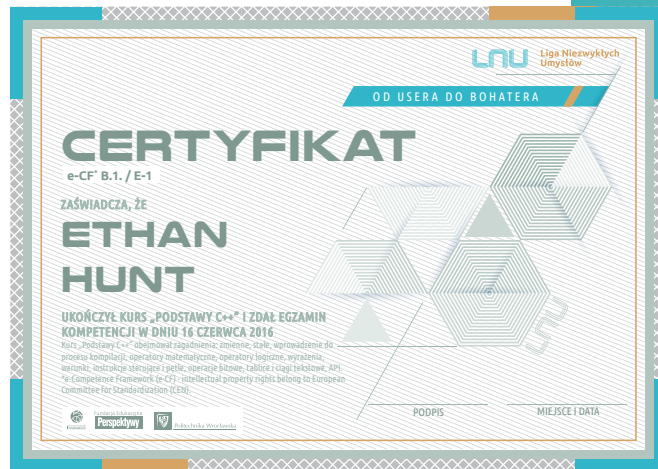 LNU Liga Niezwykłych
Umysłów
OD USERA DO BOHATERA
CERTYFIKAT
e-CF* B.1. / E-1
ZAŚWIADCZA, ŻE
ETHAN
HUNT
UKOŃCZYŁ KURS „PODSTAWY C++" I ZDAŁ EGZAMIN
KOMPETENCJI W DNIU 16 CZERWCA 2016
Kurs „Podstawy C++" obejmował zagadnienia: zmienne, stałe, wprowadzenie do
procesu kompilacji, operatory matematyczne, operatory logiczne, wyrażenia,
warunki, instrukcje sterujące i pętle, operacje bitowe, tablice i ciągi tekstowe, API.
*e-Competence Framework (e-CF) - intellectual property rights belong to European
Committee for Standardization (CEN).
LNU
Fundacja Edukacyjna
Perspektywy
Politechnika Wrocławska
PODPIS
MIEJSCE I DATA